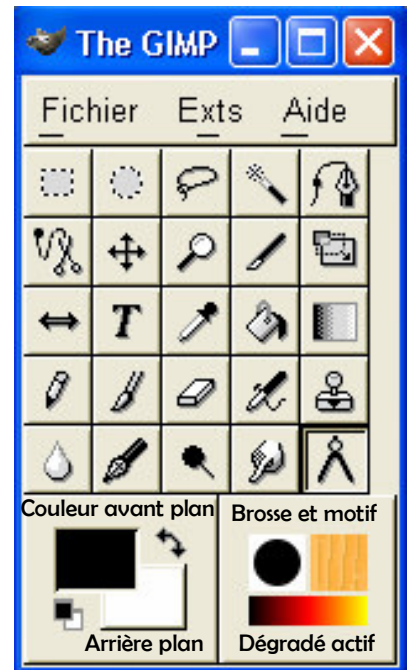 The GIMP
Fichier Exts Aide
T
Couleur avant plan
Brosse et motif
Arrière plan
Dégradé actif